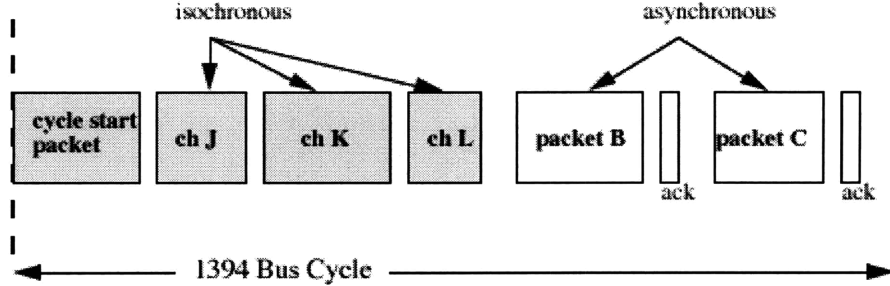 isochronous
asynchronous
cycle start
packet
ch J
ch K
ch L
packet B
packet C
ack
ack
1394 Bus Cycle